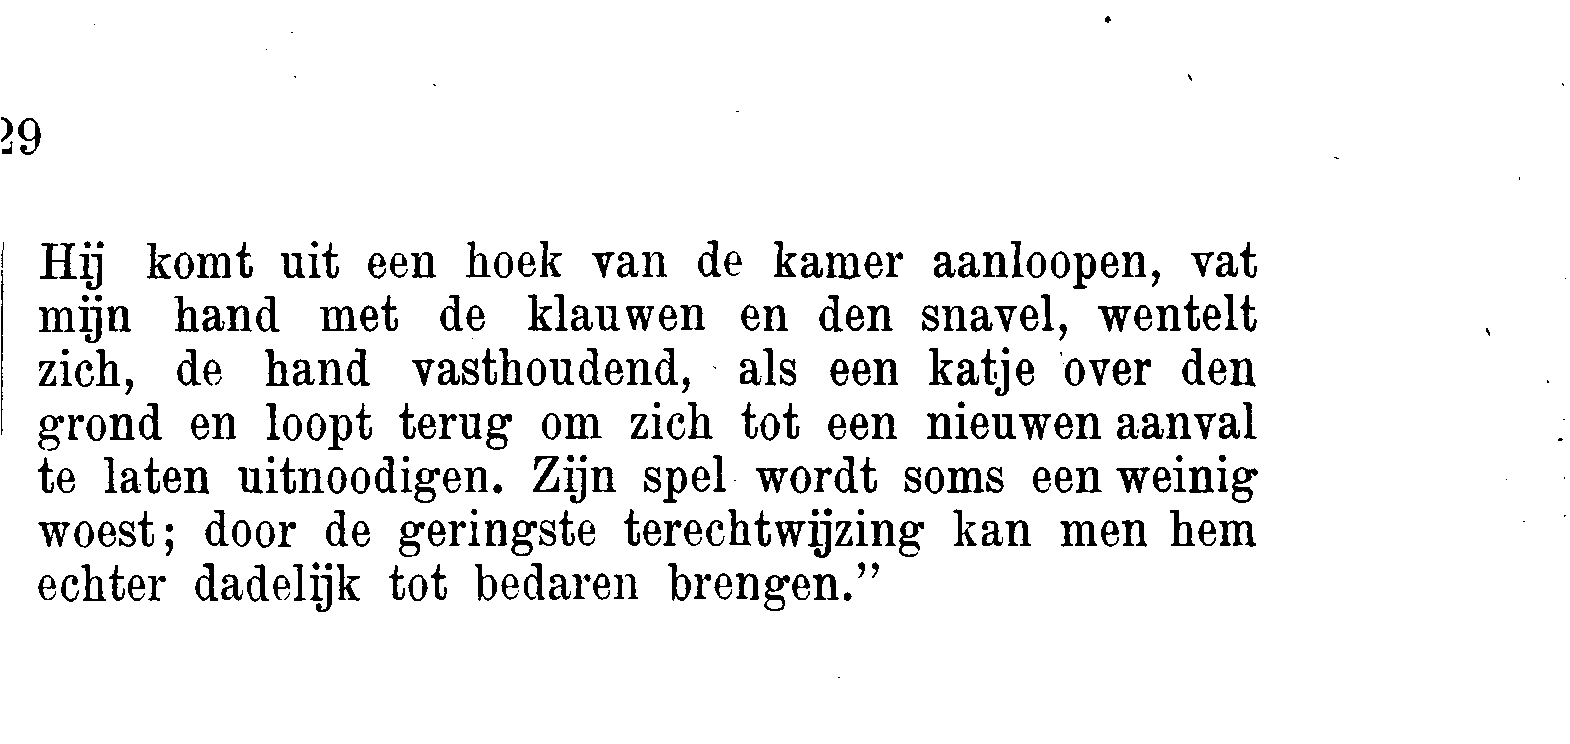 29
Hij komt uit een hoek van de kamer aanloopen, vat
mijn hand met de klauwen en den snavel, wentelt
zich, de hand vasthoudend, als een katje over den
grond en loopt terug om zich tot een nieuwen aanval
te laten uitnoodigen. Zijn spel wordt soms een weinig
woest; door de geringste terechtwijzing kan men hem
echter dadelijk tot bedaren brengen.”